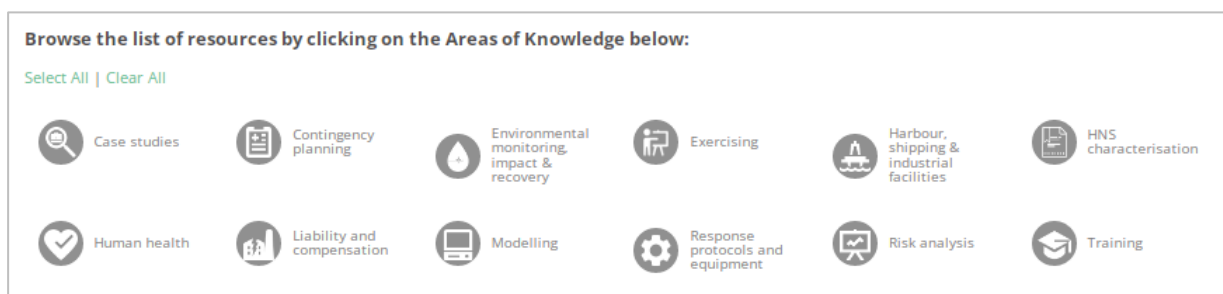 Browse the list of resources by clicking on the Areas of Knowledge below:
Select All | Clear All
Case studies
Contingency
planning
Environmental
monitoring,
impact &
recovery
Exercising
Harbour,
shipping &
industrial
facilities
HNS
characterisation
Human health
Liability and
compensation
Modelling
Response
protocols and
equipment
Risk analysis
Training